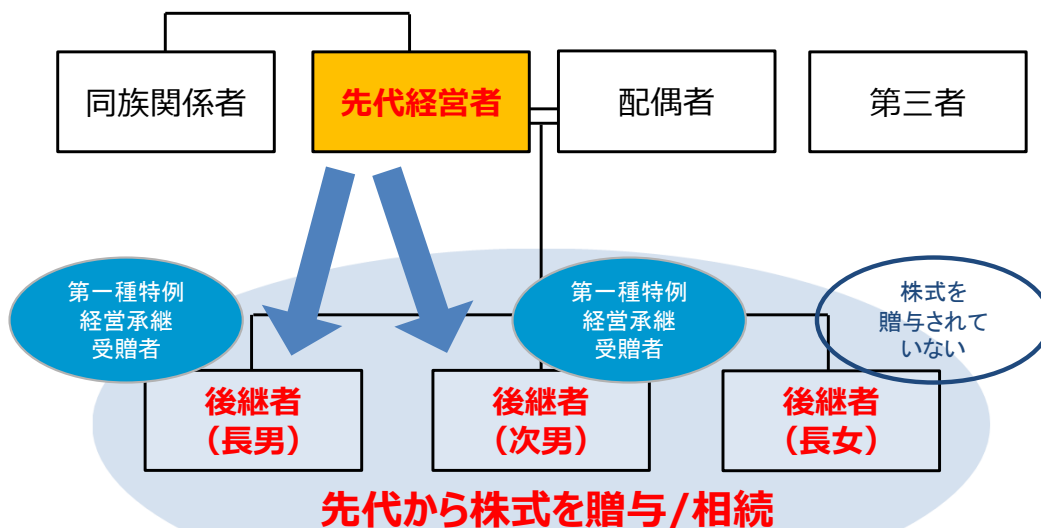 同族関係者
先代経営者
配偶者
第三者
第一種特例
経営承継
受贈者
第一種特例
経営承継
受贈者
株式を
贈与されて
いない
後継者
（長男）
後継者
（次男）
後継者
（長女）
先代から株式を贈与/相続